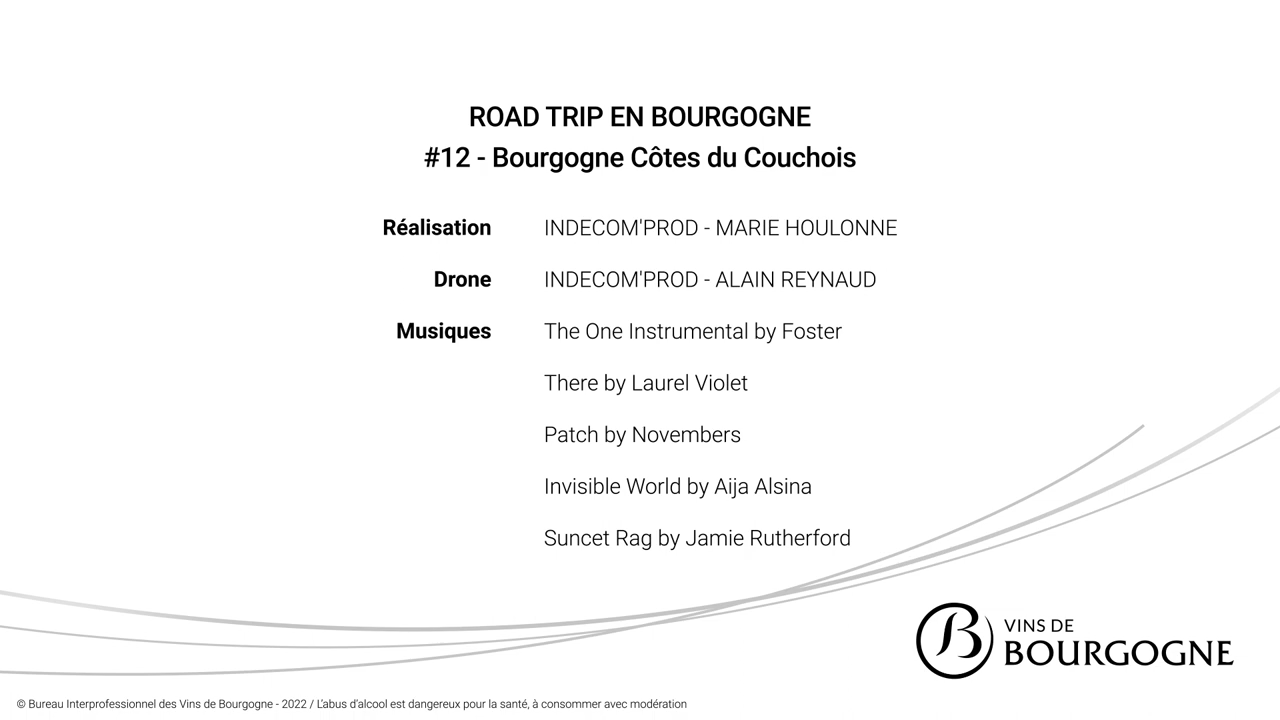 ROAD TRIP EN BOURGOGNE
#12 - Bourgogne Côtes du Couchois
Réalisation INDECOM'PROD - MARIE HOULONNE
Drone INDECOM'PROD - ALAIN REYNAUD
Musiques The One Instrumental by Foster
There by Laurel Violet
Patch by Novembers
Invisible World by Aija Alsina
Suncet Rag by Jamie Rutherford
B
VINS DE
BOURGOGNE
© Bureau Interprofessionnel des Vins de Bourgogne - 2022 / L'abus d'alcool est dangereux pour la santé, à consommer avec modération